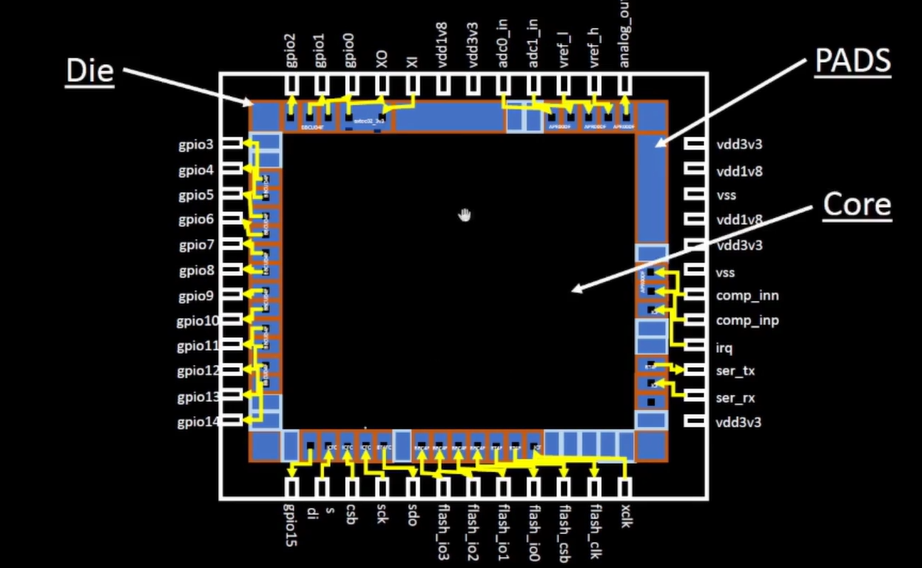 gpio2
gpio1
gpio0
XO
XI
vdd1v8
vdd3v3
adc0_in
adc1_in
vref_l
vref_h
analog_out
Die
PADS
Core
gpio3
gpio4
gpio5
gpio6
gpio7
gpio8
gpio9
gpio10
gpio11
gpio12
gpio13
gpio14
vdd3v3
vdd1v8
vss
vdd1v8
vdd3v3
vss
comp_inn
comp_inp
irq
ser_tx
ser_rx
vdd3v3
gpio15
di
s
csb
sck
sdo
flash_io3
flash_io2
flash_io1
flash_io0
flash_csb
flash_clk
xclk